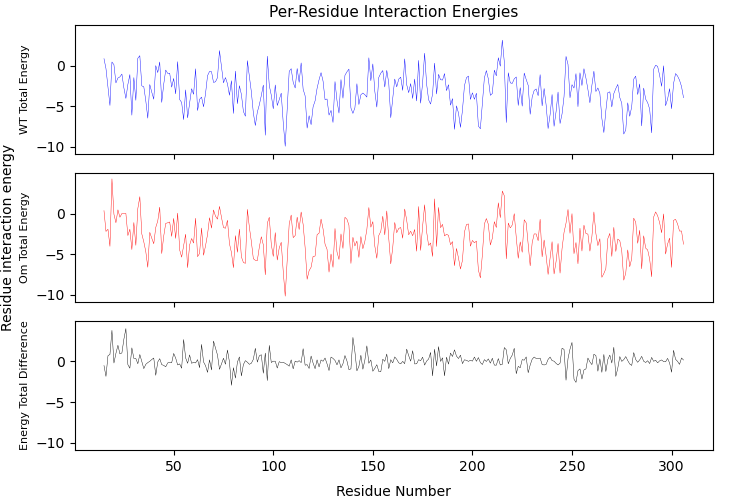 Per-Residue Interaction Energies
WT Total Energy
0
−5
−10
Residue interaction energy
Om Total Energy
0
−5
−10
Energy Total Difference
0
−5
−10
50 100 150 200 250 300
Residue Number